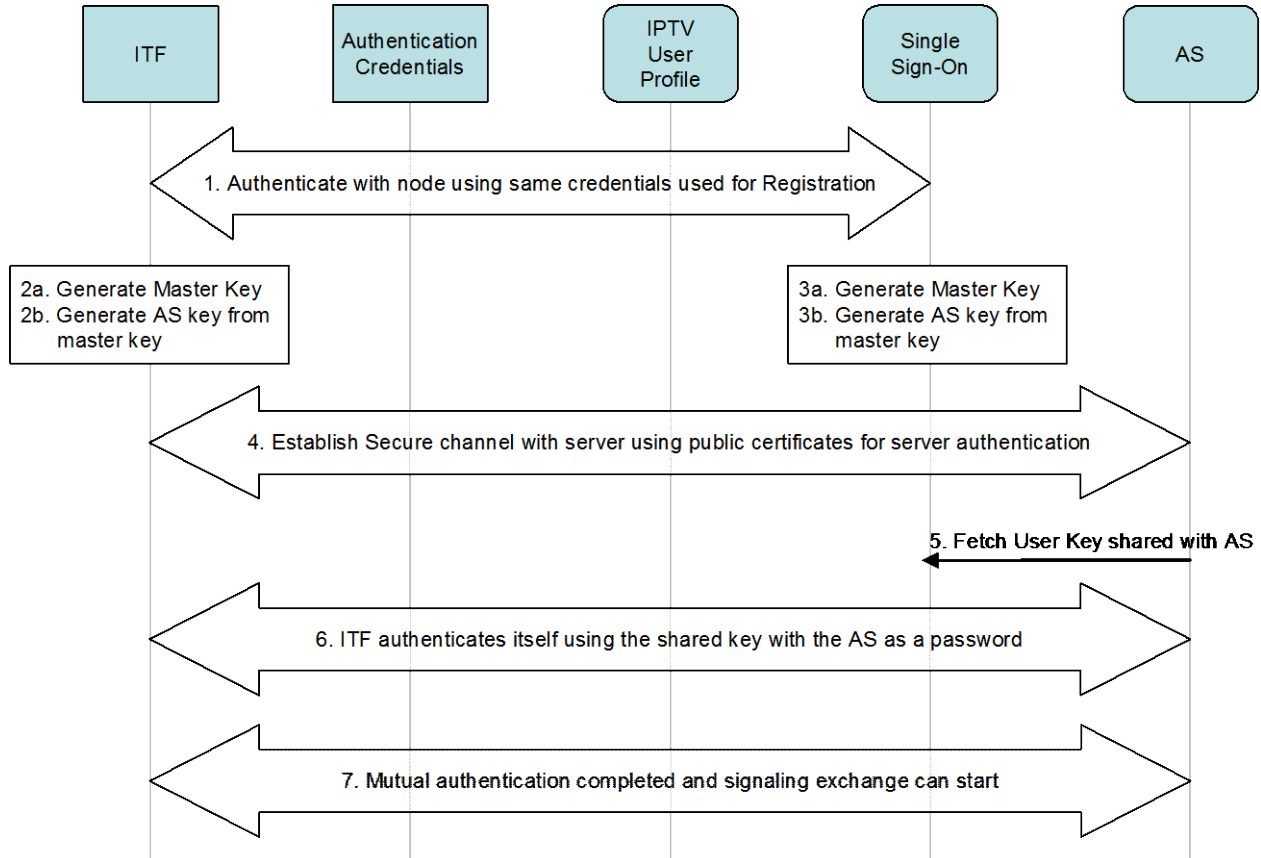 ITF
Authentication
Credentials
IPTV
User
Profile
Single
Sign-On
AS
1. Authenticate with node using same credentials used for Registration
2a. Generate Master Key
2b. Generate AS key from
master key
3a. Generate Master Key
3b. Generate AS key from
master key
4. Establish Secure channel with server using public certificates for server authentication
5. Fetch User Key shared with AS
6. ITF authenticates itself using the shared key with the AS as a password
7. Mutual authentication completed and signaling exchange can start